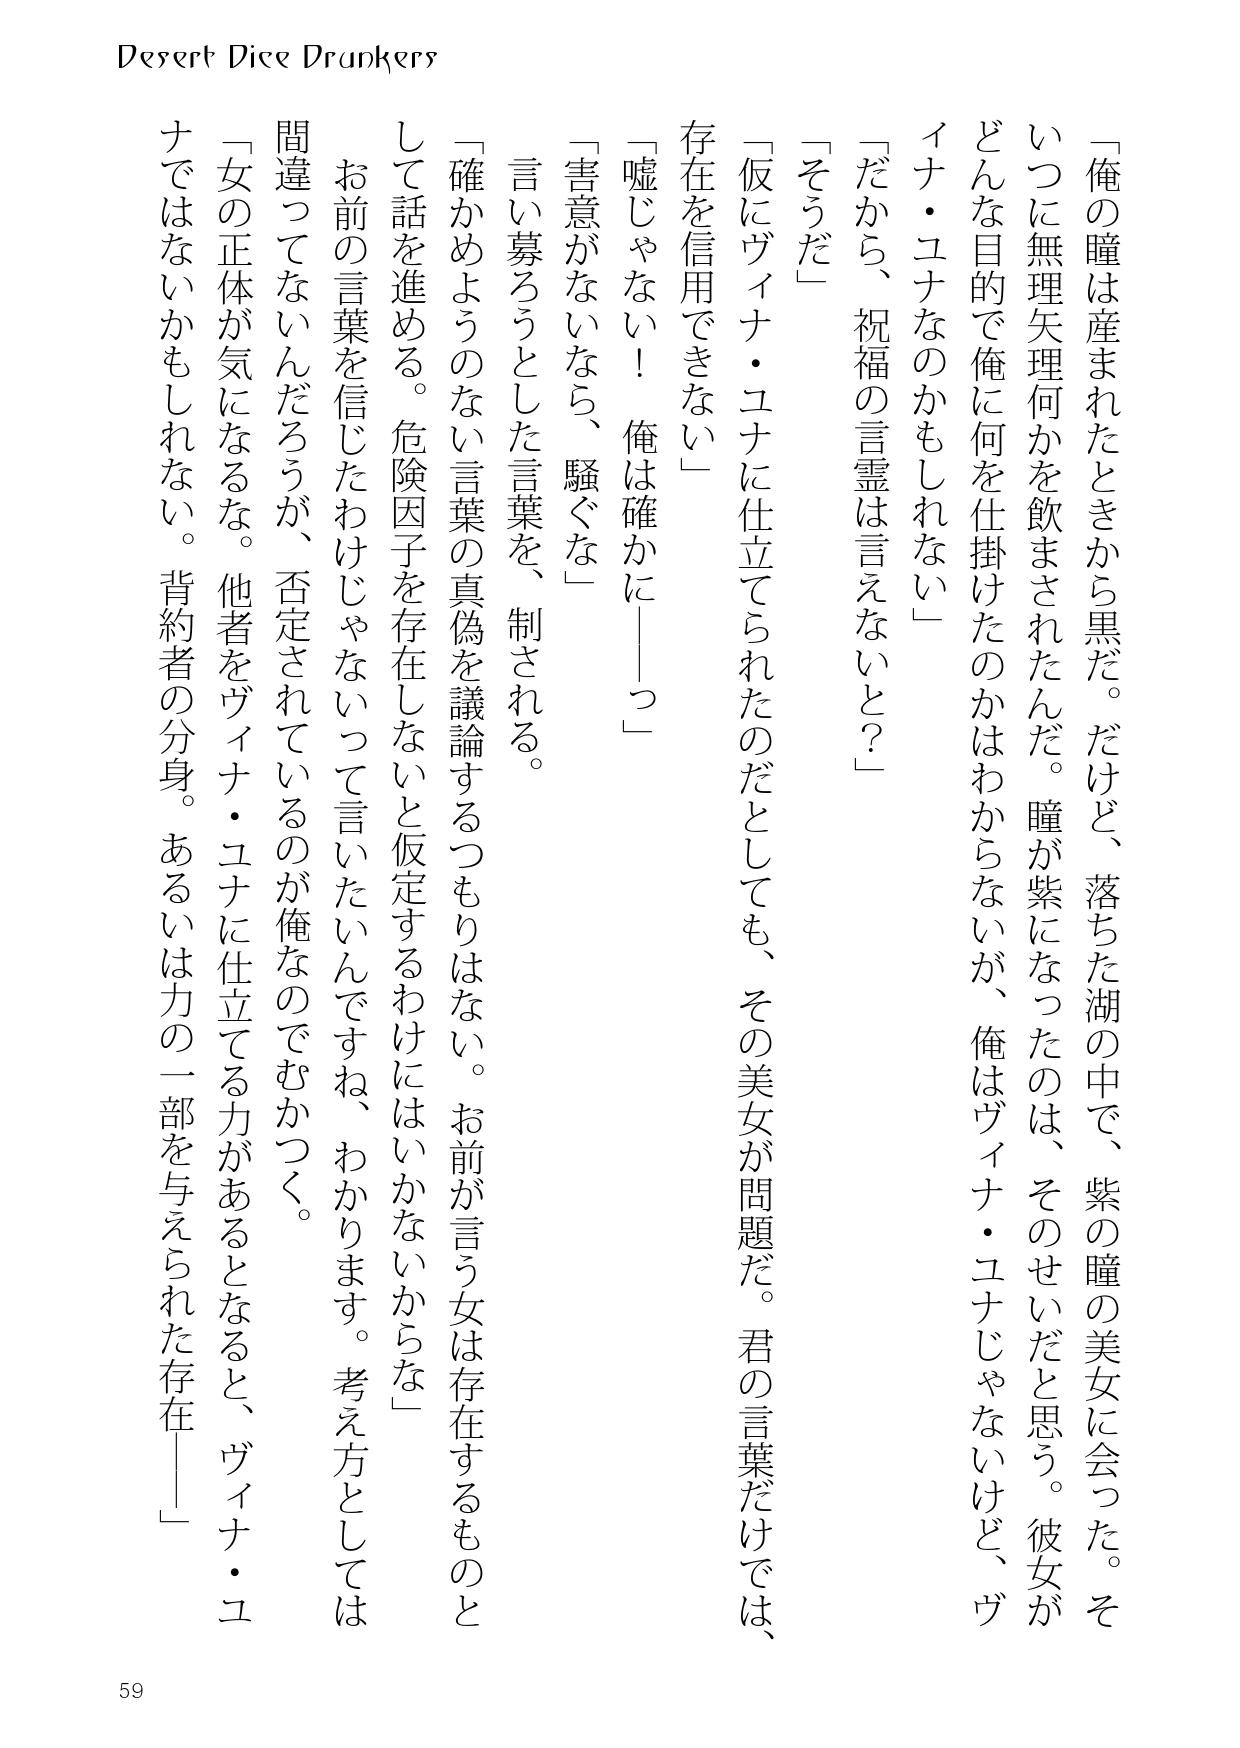 Desert Dice Drunkers
「俺の瞳は産まれたときから黒だ。だけど、落ちた湖の中で、紫の瞳の美女に会った。そ
いつに無理矢理何かを飲まされたんだ。瞳が紫になったのは、そのせいだと思う。彼女が
どんな目的で俺に何を仕掛けたのかはわからないが、俺はヴィナ・ユナじゃないけど、ヴ
ィナ・ユナなのかもしれない」
「だから、祝福の言霊は言えないと？」
「そうだ」
「仮にヴィナ・ユナに仕立てられたのだとしても、その美女が問題だ。君の言葉だけでは、
存在を信用できない」
「嘘じゃない！　俺は確かに――っ」
「害意がないなら、騒ぐな」
　言い募ろうとした言葉を、制される。
「確かめようのない言葉の真偽を議論するつもりはない。お前が言う女は存在するものと
して話を進める。危険因子を存在しないと仮定するわけにはいかないからな」
　お前の言葉を信じたわけじゃないって言いたいんですね、わかります。考え方としては
間違ってないんだろうが、否定されているのが俺なのでむかつく。
「女の正体が気になるな。他者をヴィナ・ユナに仕立てる力があるとなると、ヴィナ・ユ
ナではないかもしれない。背約者の分身。あるいは力の一部を与えられた存在――」
59